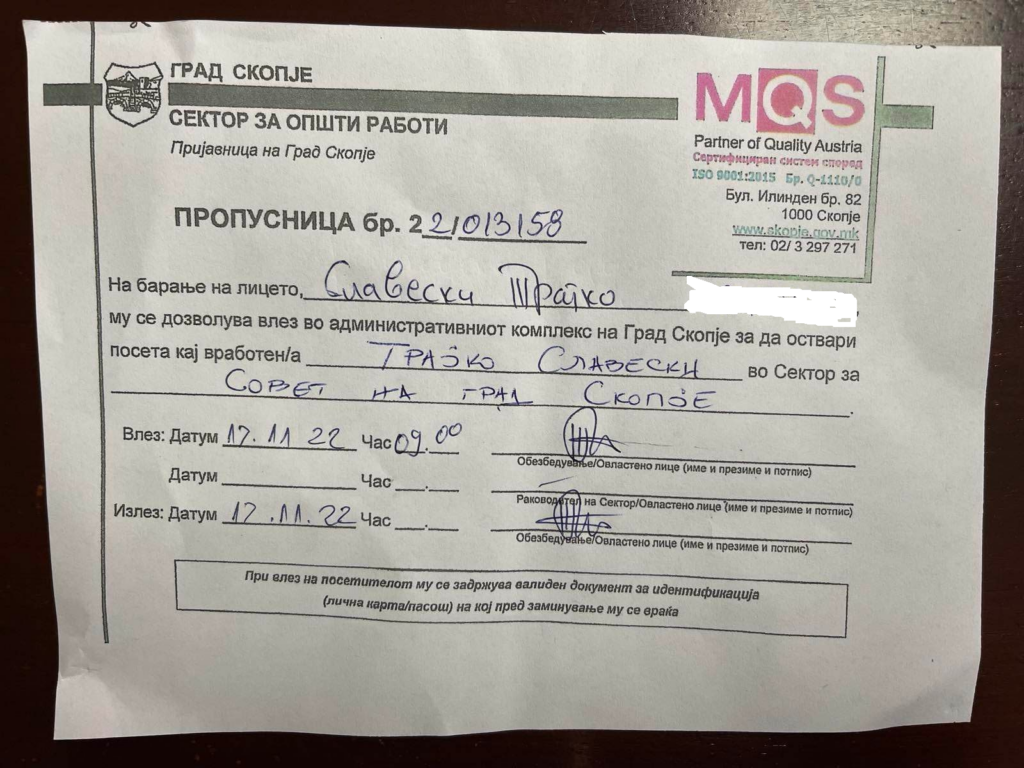 ГРАД СКОПЈЕ
СЕКТОР ЗА ОПШТИ РАБОТИ
Пријавница на Град Скопје
MQS
Partner of Quality Austria
Сертифициран систем според
ISO 9001:2015 Бр. Q-1110/0
Бул. Илинден бр. 82
1000 Скопје
www.skopje.gov.mk
тел: 02/ 3 297 271
ПРОПУСНИЦА бр. 22/013158
На барање на лицето, Славески Трајко
му се дозволува влез во административниот комплекс на Град Скопје за да оствари
посета кај вработен/а ТРАЈКО СЛАВЕСКИ во Сектор за
СОВЕТ НА ГРАД СКОПЈЕ.
Влез: Датум 17.11 22 Час 09.00
Обезбедување/Овластено лице (име и презиме и потпис)
Датум ________ Час ___.___
Раководител на Сектор/Овластено лице (име и презиме и потпис)
Излез: Датум 17.11.22 Час ___.___
Обезбедување/Овластено лице (име и презиме и потпис)
При влез на посетителот му се задржува валиден документ за идентификација
(лична карта/пасош) на кој пред заминување му се враќа